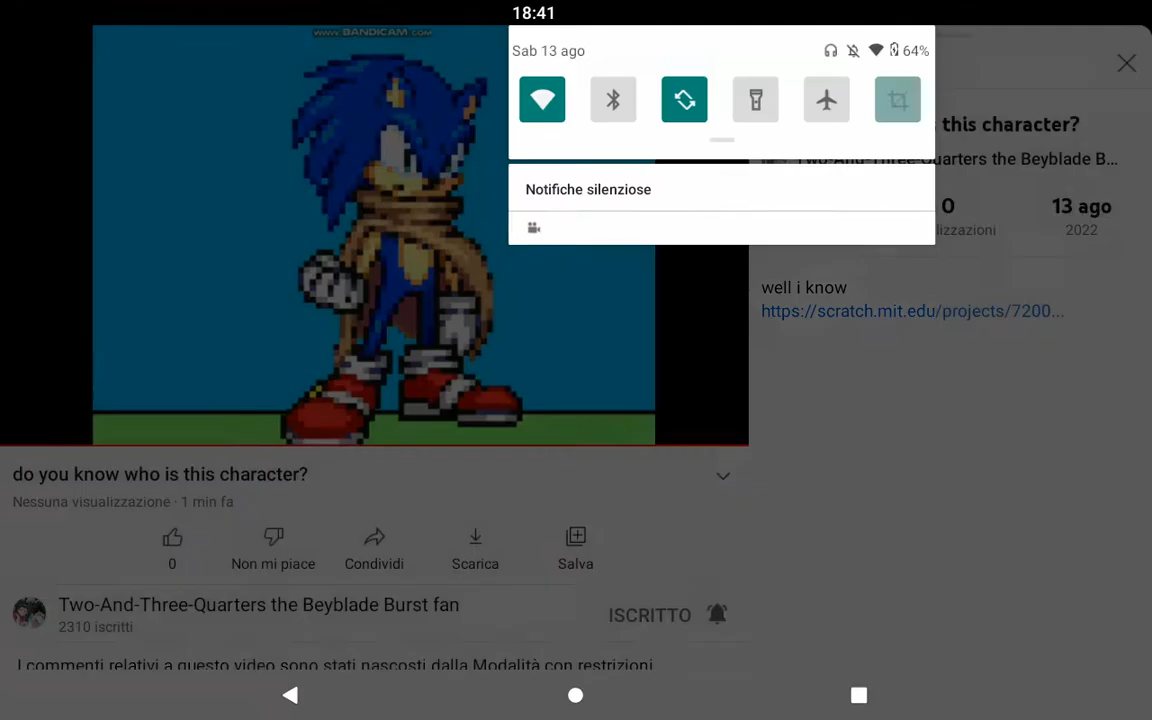 18:41
WWW.BANDICAM.COM
Sab 13 ago
64%
Notifiche silenziose
this character?
Two-And-Three-Quarters the Beyblade B...
0
13 ago
lizzazioni
2022
well i know
https://scratch.mit.edu/projects/7200...
do you know who is this character?
Nessuna visualizzazione · 1 min fa
0
Non mi piace
Condividi
Scarica
Salva
Two-And-Three-Quarters the Beyblade Burst fan
2310 iscritti
ISCRITTO
I commenti relativi a questo video sono stati nascosti dalla Modalità con restrizioni